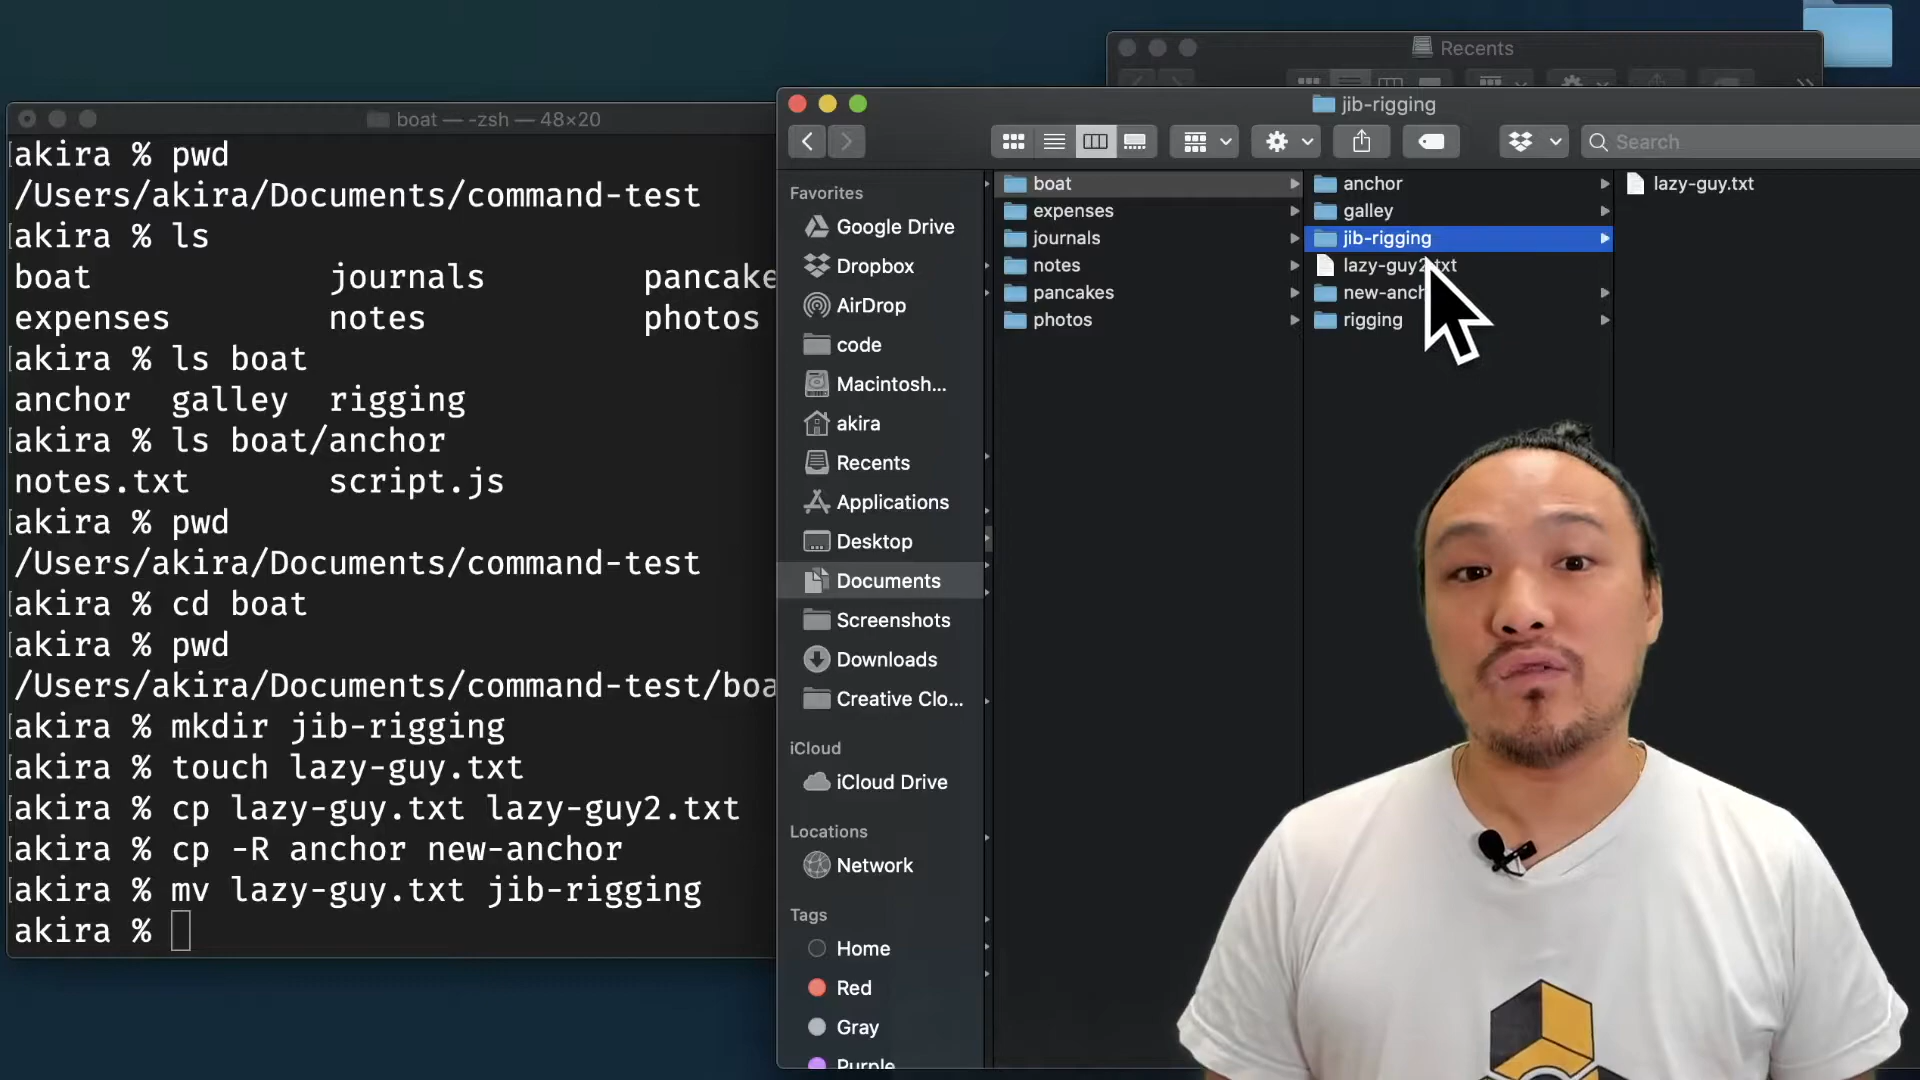 Recents
boat — -zsh — 48×20
akira % pwd
/Users/akira/Documents/command-test
akira % ls
boat journals pancake
expenses notes photos
akira % ls boat
anchor galley rigging
akira % ls boat/anchor
notes.txt script.js
akira % pwd
/Users/akira/Documents/command-test
akira % cd boat
akira % pwd
/Users/akira/Documents/command-test/boa
akira % mkdir jib-rigging
akira % touch lazy-guy.txt
akira % cp lazy-guy.txt lazy-guy2.txt
akira % cp -R anchor new-anchor
akira % mv lazy-guy.txt jib-rigging
akira %
jib-rigging
Search
Favorites
Google Drive
Dropbox
AirDrop
code
Macintosh...
akira
Recents
Applications
Desktop
Documents
Screenshots
Downloads
Creative Clo...
iCloud
iCloud Drive
Locations
Network
Tags
Home
Red
Gray
Purple
boat
expenses
journals
notes
pancakes
photos
anchor
galley
jib-rigging
lazy-guy2.txt
new-anch
rigging
lazy-guy.txt